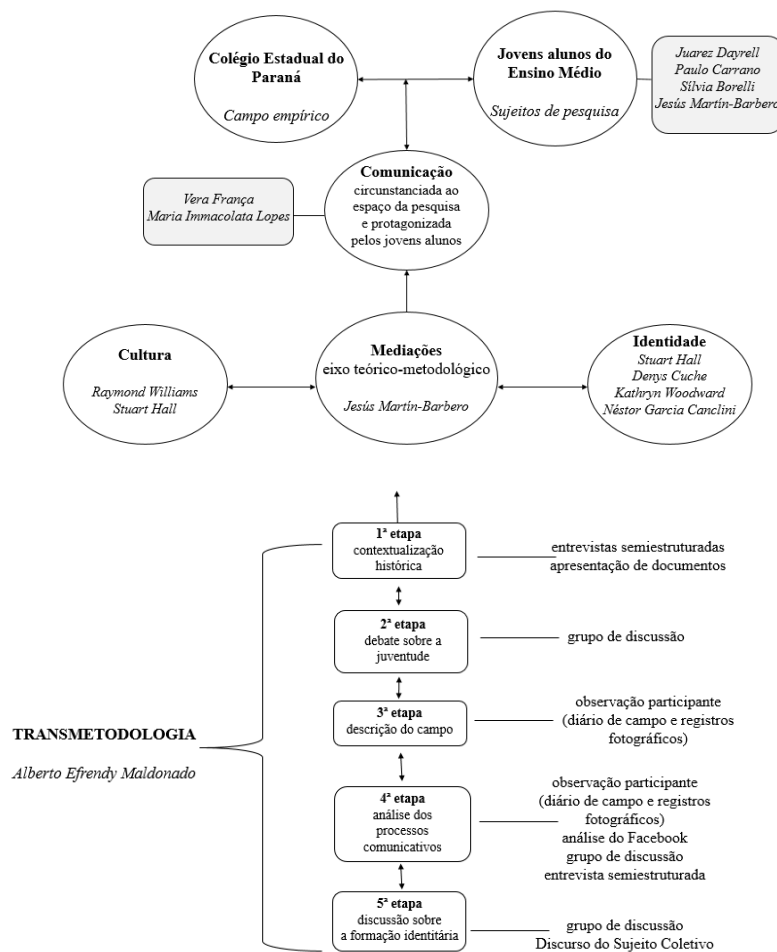 Colégio Estadual do
Paraná
Campo empírico
Jovens alunos do
Ensino Médio
Sujeitos de pesquisa
Juarez Dayrell
Paulo Carrano
Sílvia Borelli
Jesús Martín-Barbero
Comunicação
circunstanciada ao
espaço da pesquisa
e protagonizada
pelos jovens alunos
Vera França
Maria Immacolata Lopes
Cultura
Raymond Williams
Stuart Hall
Mediações
eixo teórico-metodológico
Jesús Martín-Barbero
Identidade
Stuart Hall
Denys Cuche
Kathryn Woodward
Néstor Garcia Canclini
TRANSMETODOLOGIA
Alberto Efrendy Maldonado
1ª etapa
contextualização
histórica
entrevistas semiestruturadas
apresentação de documentos
2ª etapa
debate sobre a
juventude
grupo de discussão
3ª etapa
descrição do campo
observação participante
(diário de campo e registros
fotográficos)
4ª etapa
análise dos
processos
comunicativos
observação participante
(diário de campo e registros
fotográficos)
análise do Facebook
grupo de discussão
entrevista semiestruturada
5ª etapa
discussão sobre
a formação identitária
grupo de discussão
Discurso do Sujeito Coletivo